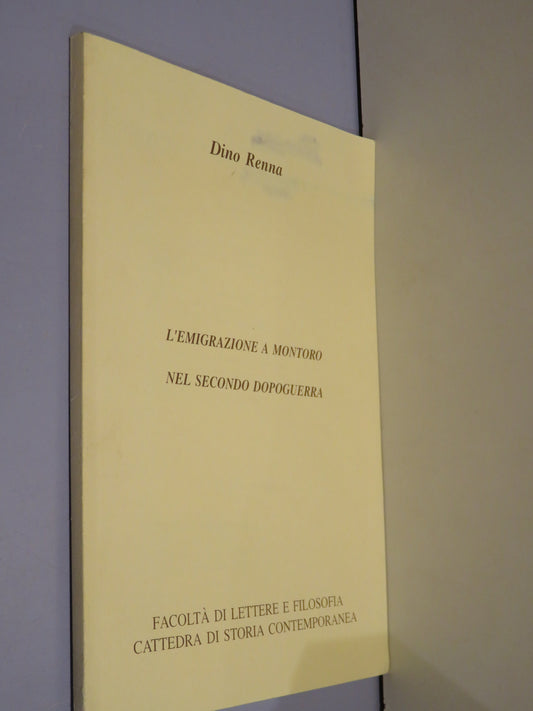 Dino Renna
L'EMIGRAZIONE A MONTORO
NEL SECONDO DOPOGUERRA
FACOLTÀ DI LETTERE E FILOSOFIA
CATTEDRA DI STORIA CONTEMPORANEA